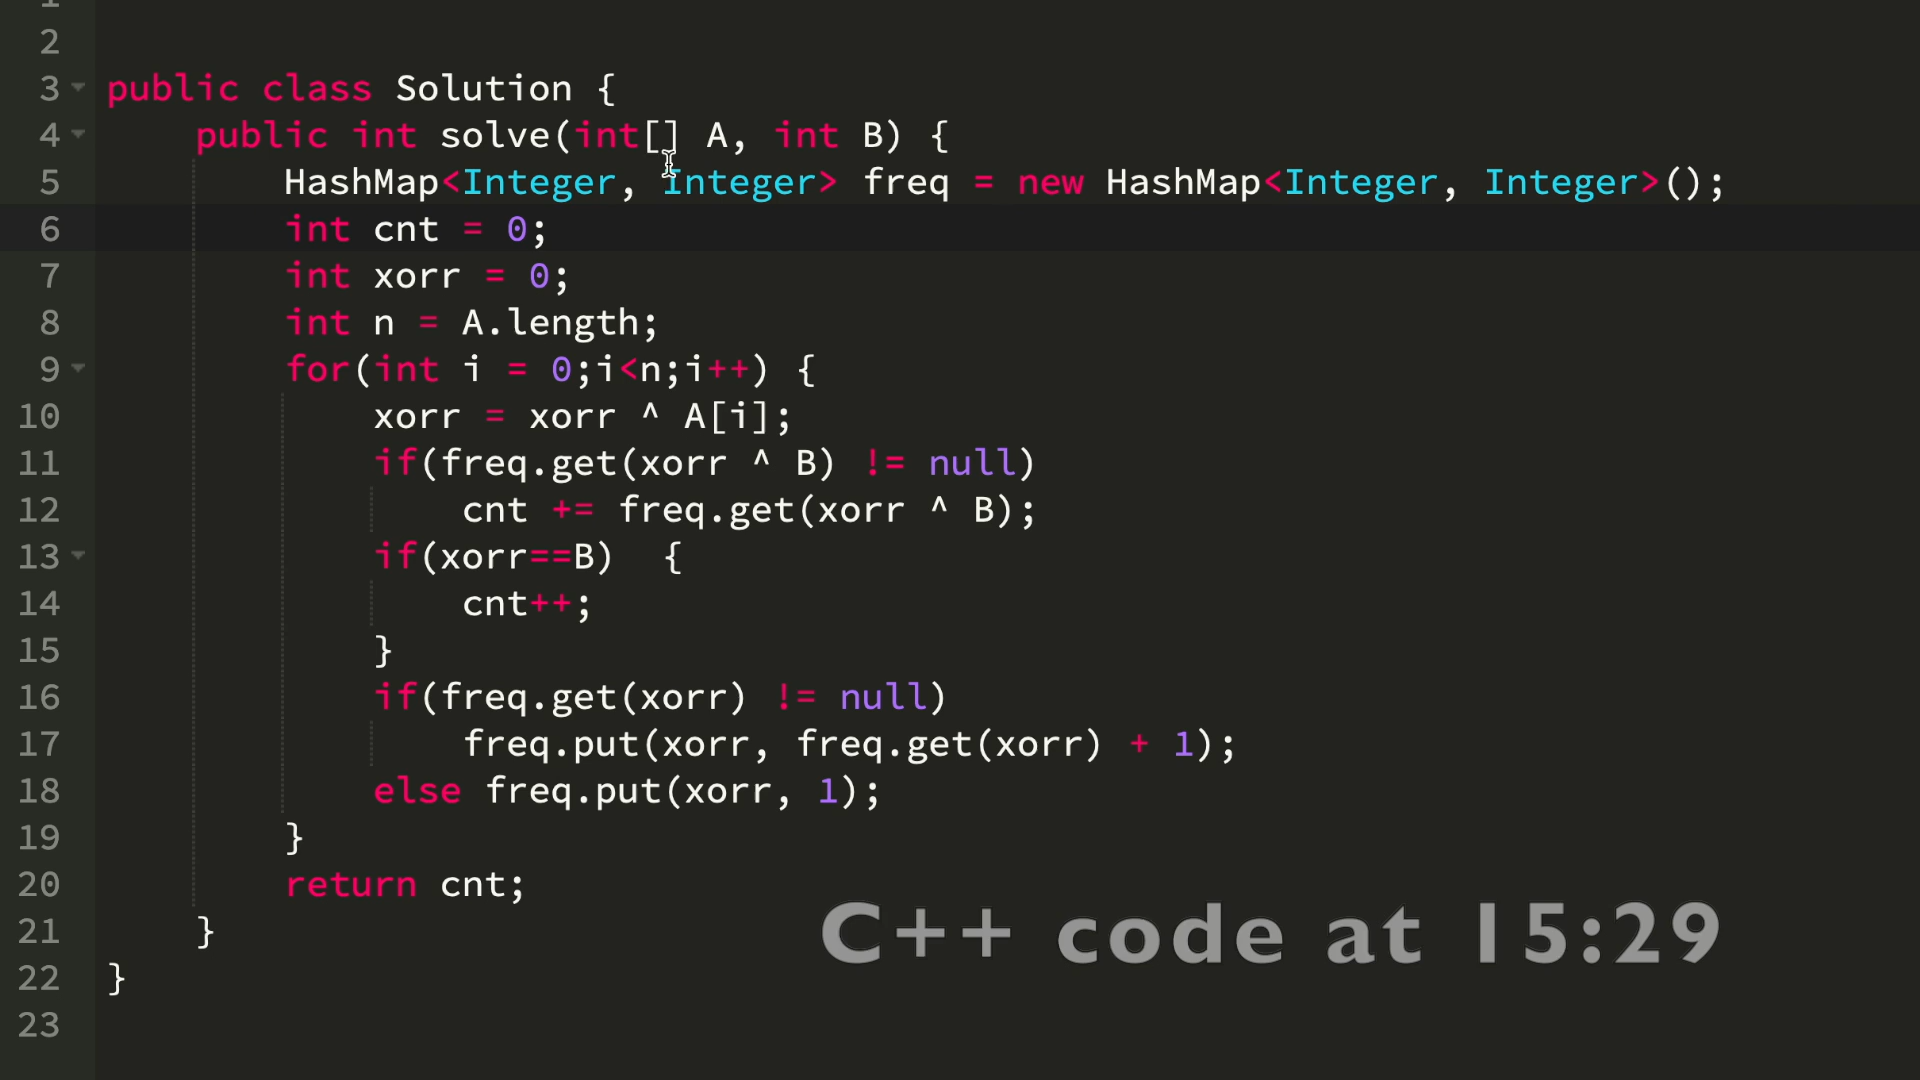 1
2
3 public class Solution {
4 public int solve(int[] A, int B) {
5 HashMap<Integer, Integer> freq = new HashMap<Integer, Integer>();
6 int cnt = 0;
7 int xorr = 0;
8 int n = A.length;
9 for(int i = 0;i<n;i++) {
10 xorr = xorr ^ A[i];
11 if(freq.get(xorr ^ B) != null)
12 cnt += freq.get(xorr ^ B);
13 if(xorr==B)  {
14 cnt++;
15 }
16 if(freq.get(xorr) != null)
17 freq.put(xorr, freq.get(xorr) + 1);
18 else freq.put(xorr, 1);
19 }
20 return cnt;
21 }
C++ code at 15:29
22 }
23